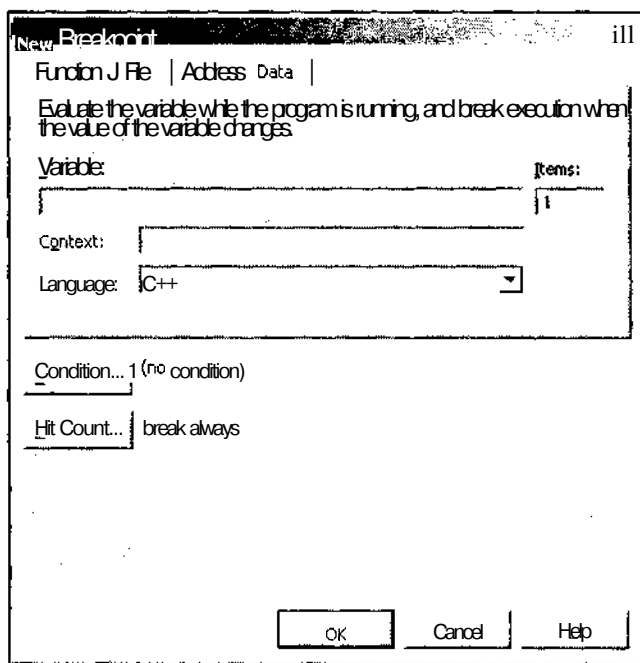 New Breakpoint ill
Function J File | Address Data |
Evaluate the variable while the program is running, and break execution when
the value of the variable changes.
Variable: Items:
1
Context:
Language: C++
Condition... 1 (no condition)
Hit Count... break always
OK Cancel Help